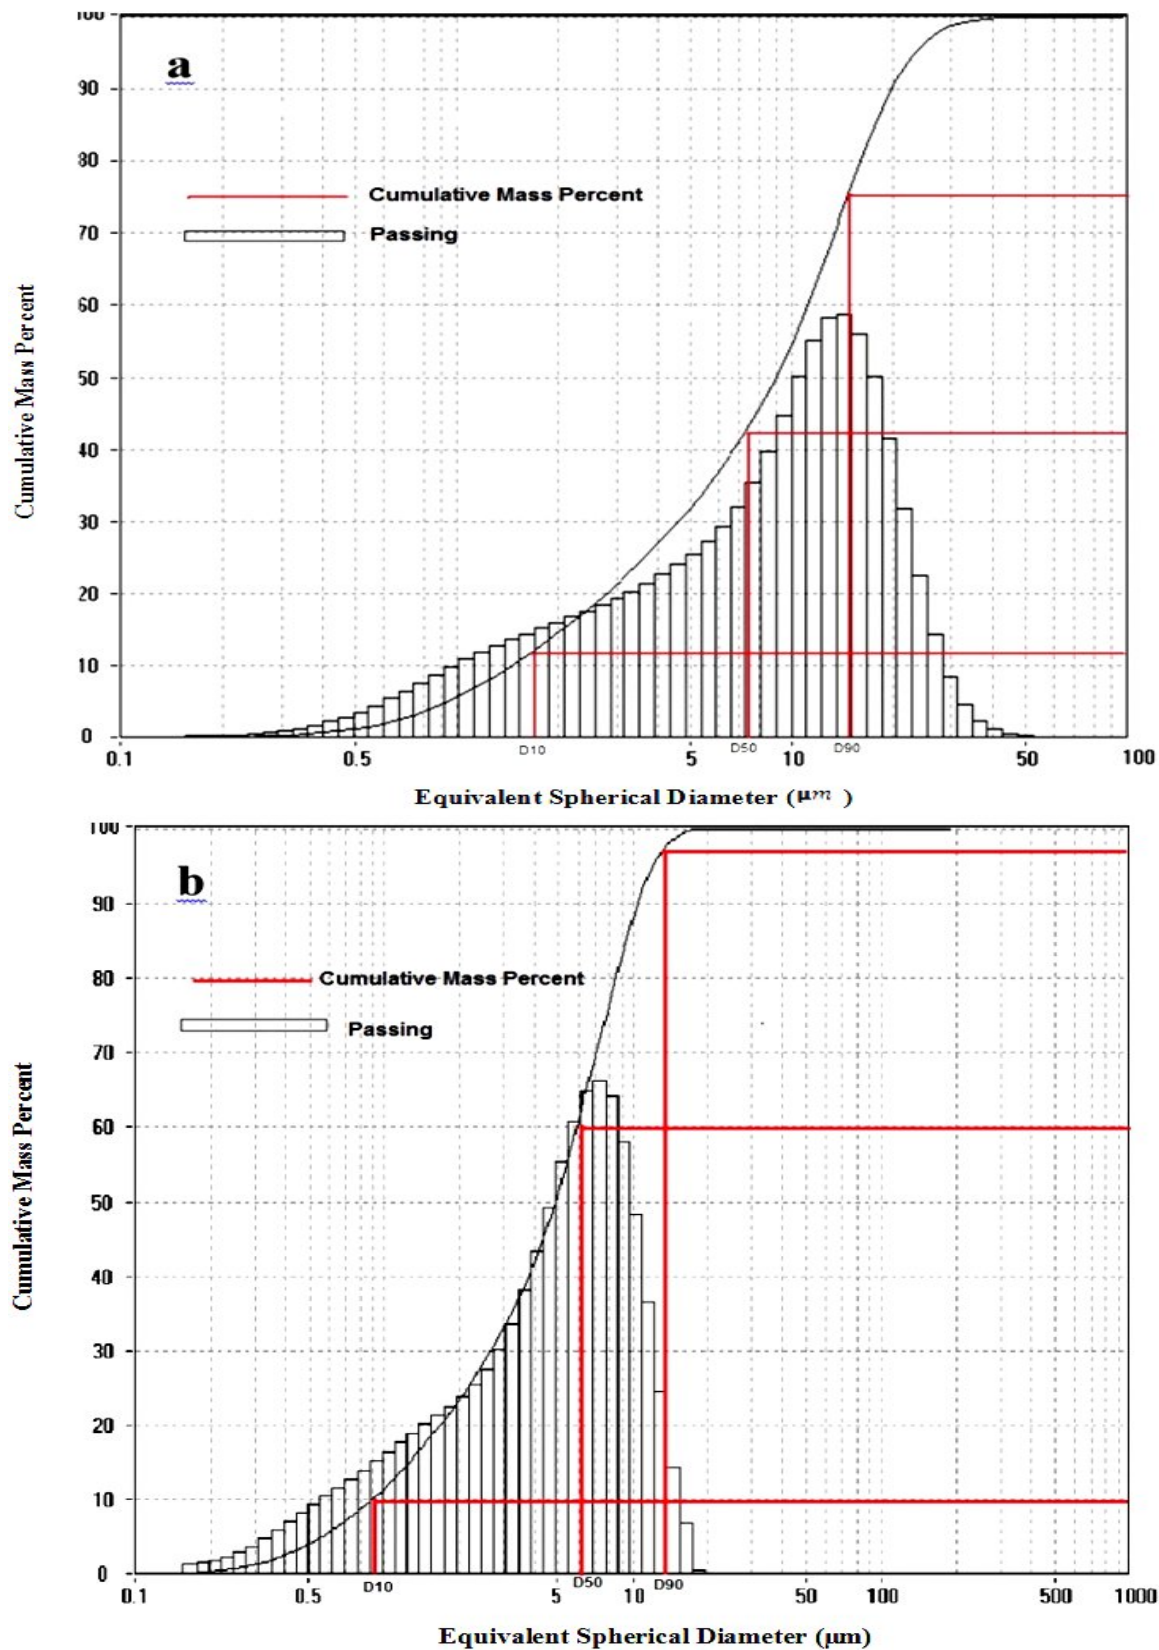 100
a
90
80
Cumulative Mass Percent
70
Passing
60
50
40
30
20
10
0
Cumulative Mass Percent
D10
D50
D90
0.1
0.5
5
10
50
100
Equivalent Spherical Diameter (μm )
100
b
90
80
Cumulative Mass Percent
Passing
70
60
50
40
30
20
10
0
Cumulative Mass Percent
D10
D50
D90
0.1
0.5
5
10
50
100
500
1000
Equivalent Spherical Diameter (μm)